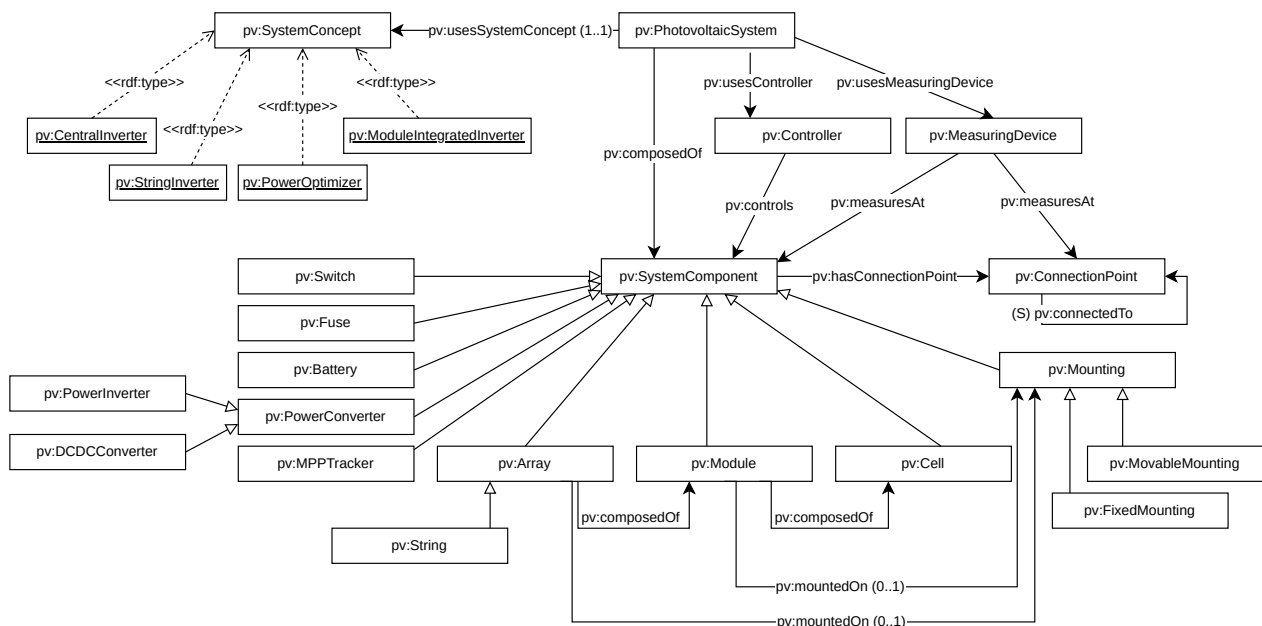 pv:SystemConcept
pv:usesSystemConcept (1..1)
pv:PhotovoltaicSystem
<<rdf:type>>
<<rdf:type>>
<<rdf:type>>
<<rdf:type>>
pv:usesController
pv:usesMeasuringDevice
pv:CentralInverter
pv:ModuleIntegratedInverter
pv:Controller
pv:MeasuringDevice
pv:StringInverter
pv:PowerOptimizer
pv:composedOf
pv:controls
pv:measuresAt
pv:measuresAt
pv:Switch
pv:SystemComponent
pv:hasConnectionPoint
pv:ConnectionPoint
(S) pv:connectedTo
pv:Fuse
pv:Battery
pv:Mounting
pv:PowerInverter
pv:PowerConverter
pv:DCDCConverter
pv:MPPTracker
pv:Array
pv:Module
pv:Cell
pv:MovableMounting
pv:FixedMounting
pv:composedOf
pv:composedOf
pv:String
pv:mountedOn (0..1)
pv:mountedOn (0..1)